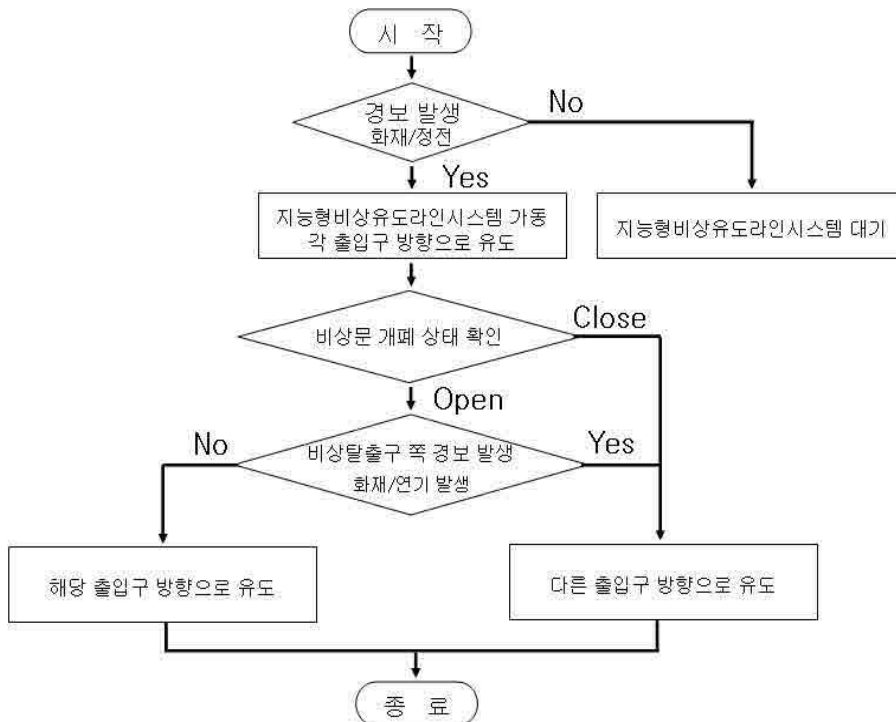 시 작
경보 발생
화재/정전
No
Yes
지능형비상유도라인시스템 가동
각 출입구 방향으로 유도
지능형비상유도라인시스템 대기
비상문 개폐 상태 확인
Close
Open
비상탈출구 쪽 경보 발생
화재/연기 발생
No
Yes
해당 출입구 방향으로 유도
다른 출입구 방향으로 유도
종 료